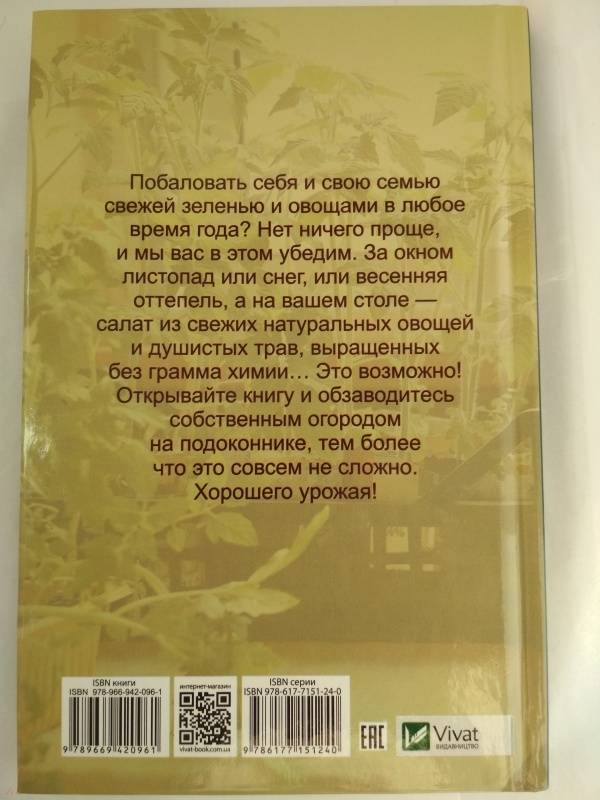 Побаловать себя и свою семью
свежей зеленью и овощами в любое
время года? Нет ничего проще,
и мы вас в этом убедим. За окном
листопад или снег, или весенняя
оттепель, а на вашем столе —
салат из свежих натуральных овощей
и душистых трав, выращенных
без грамма химии... Это возможно!
Открывайте книгу и обзаводитесь
собственным огородом
на подоконнике, тем более
что это совсем не сложно.
Хорошего урожая!
ISBN книги
ISBN 978-966-942-096-1
9 789669 420961
интернет-магазин
vivat-book.com.ua
ISBN серии
ISBN 978-617-7151-24-0
9 786177 151240
EAC
Vivat
ВИДАВНИЦТВО